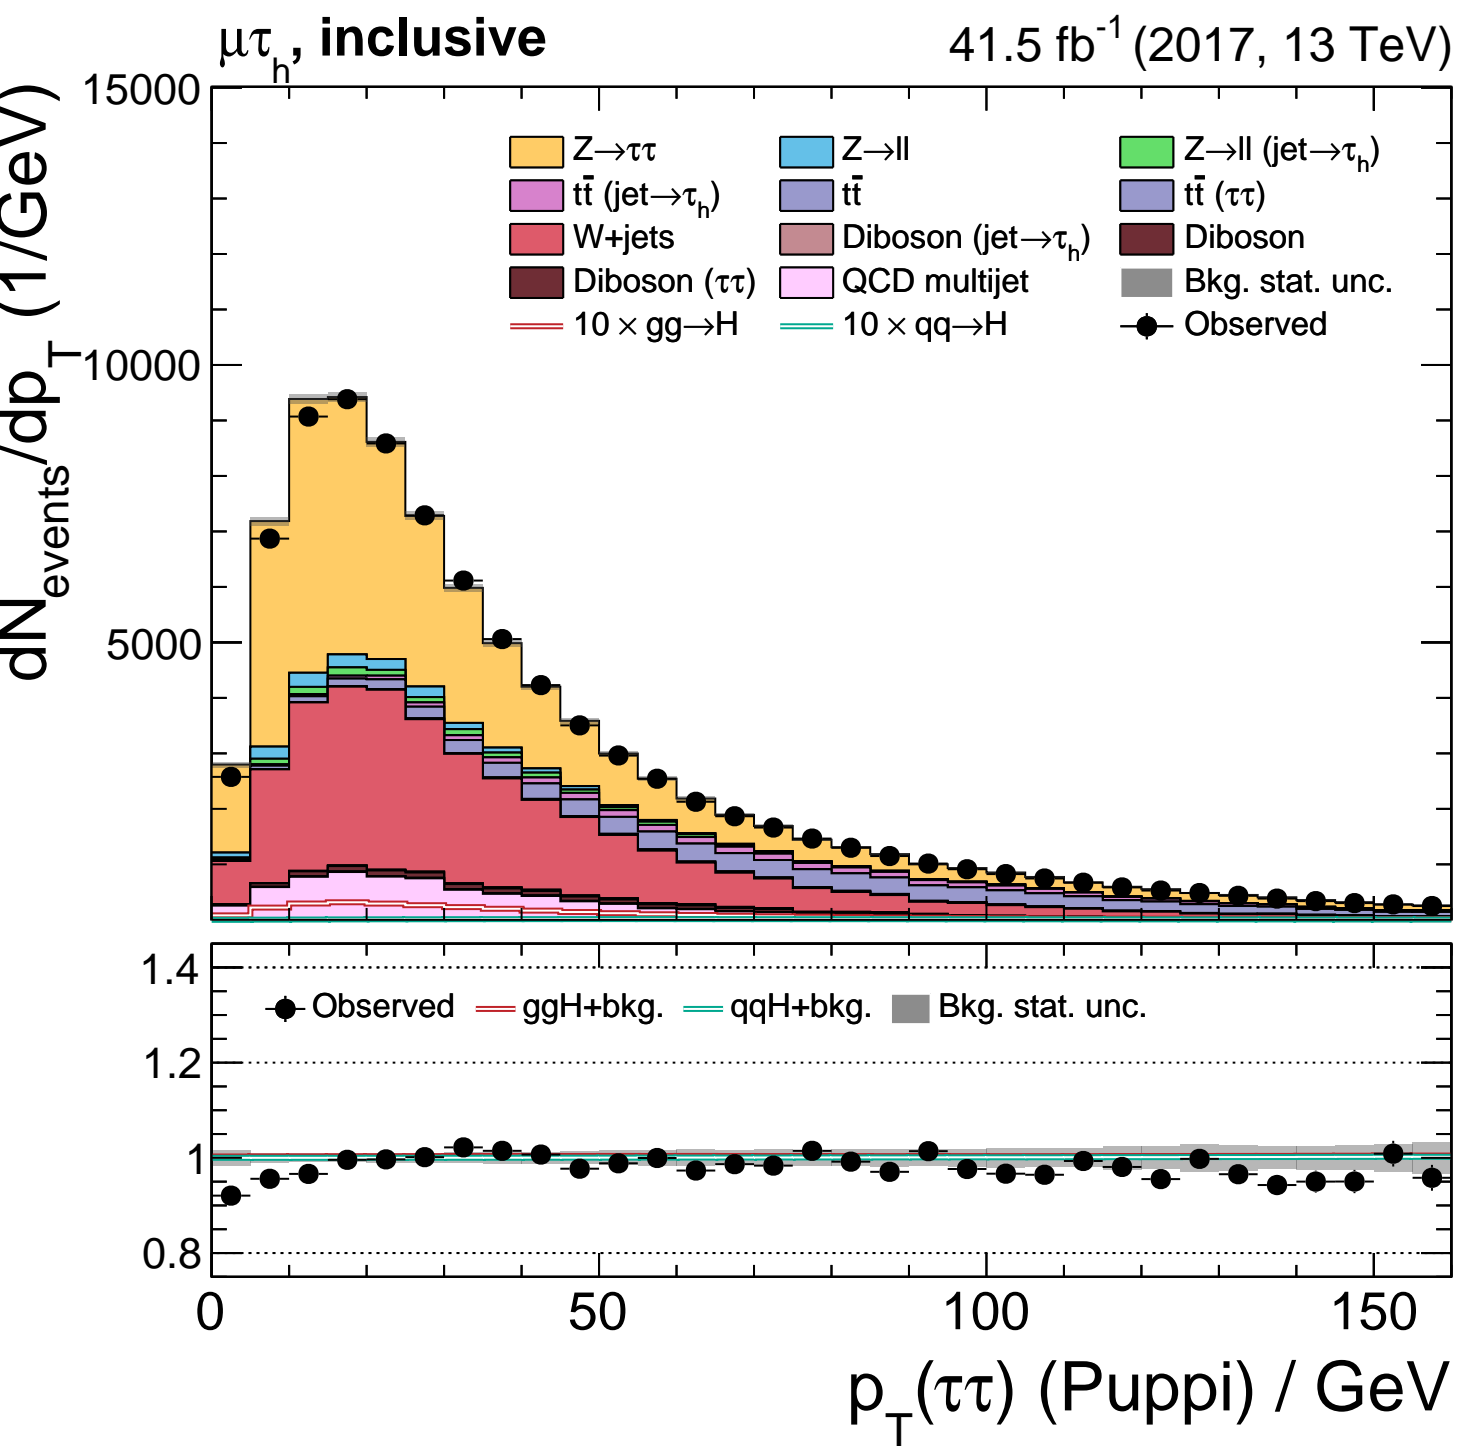 μτh, inclusive 41.5 fb-1 (2017, 13 TeV)
dNevents/dpT (1/GeV)
15000
10000
5000
Z→ττ Z→ll Z→ll (jet→τh)
tt̄ (jet→τh) tt̄ tt̄ (ττ)
W+jets Diboson (jet→τh) Diboson
Diboson (ττ) QCD multijet Bkg. stat. unc.
10 × gg→H 10 × qq→H Observed
1.4
Observed ggH+bkg. qqH+bkg. Bkg. stat. unc.
1.2
1
0.8
0 50 100 150
pT(ττ) (Puppi) / GeV